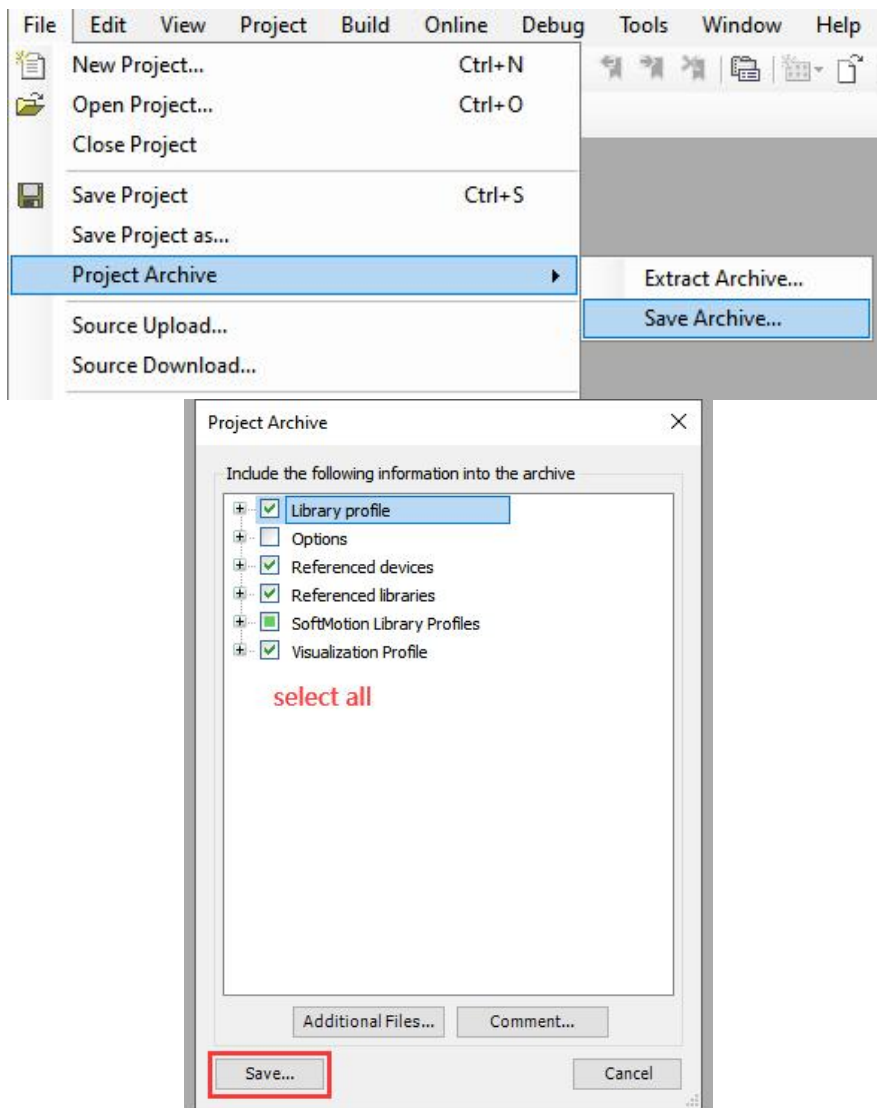 File Edit View Project Build Online Debug Tools Window Help
New Project... Ctrl+N
Open Project... Ctrl+O
Close Project
Save Project Ctrl+S
Save Project as...
Project Archive
Extract Archive...
Save Archive...
Source Upload...
Source Download...
Project Archive
Include the following information into the archive
Library profile
Options
Referenced devices
Referenced libraries
SoftMotion Library Profiles
Visualization Profile
select all
Additional Files... Comment...
Save... Cancel